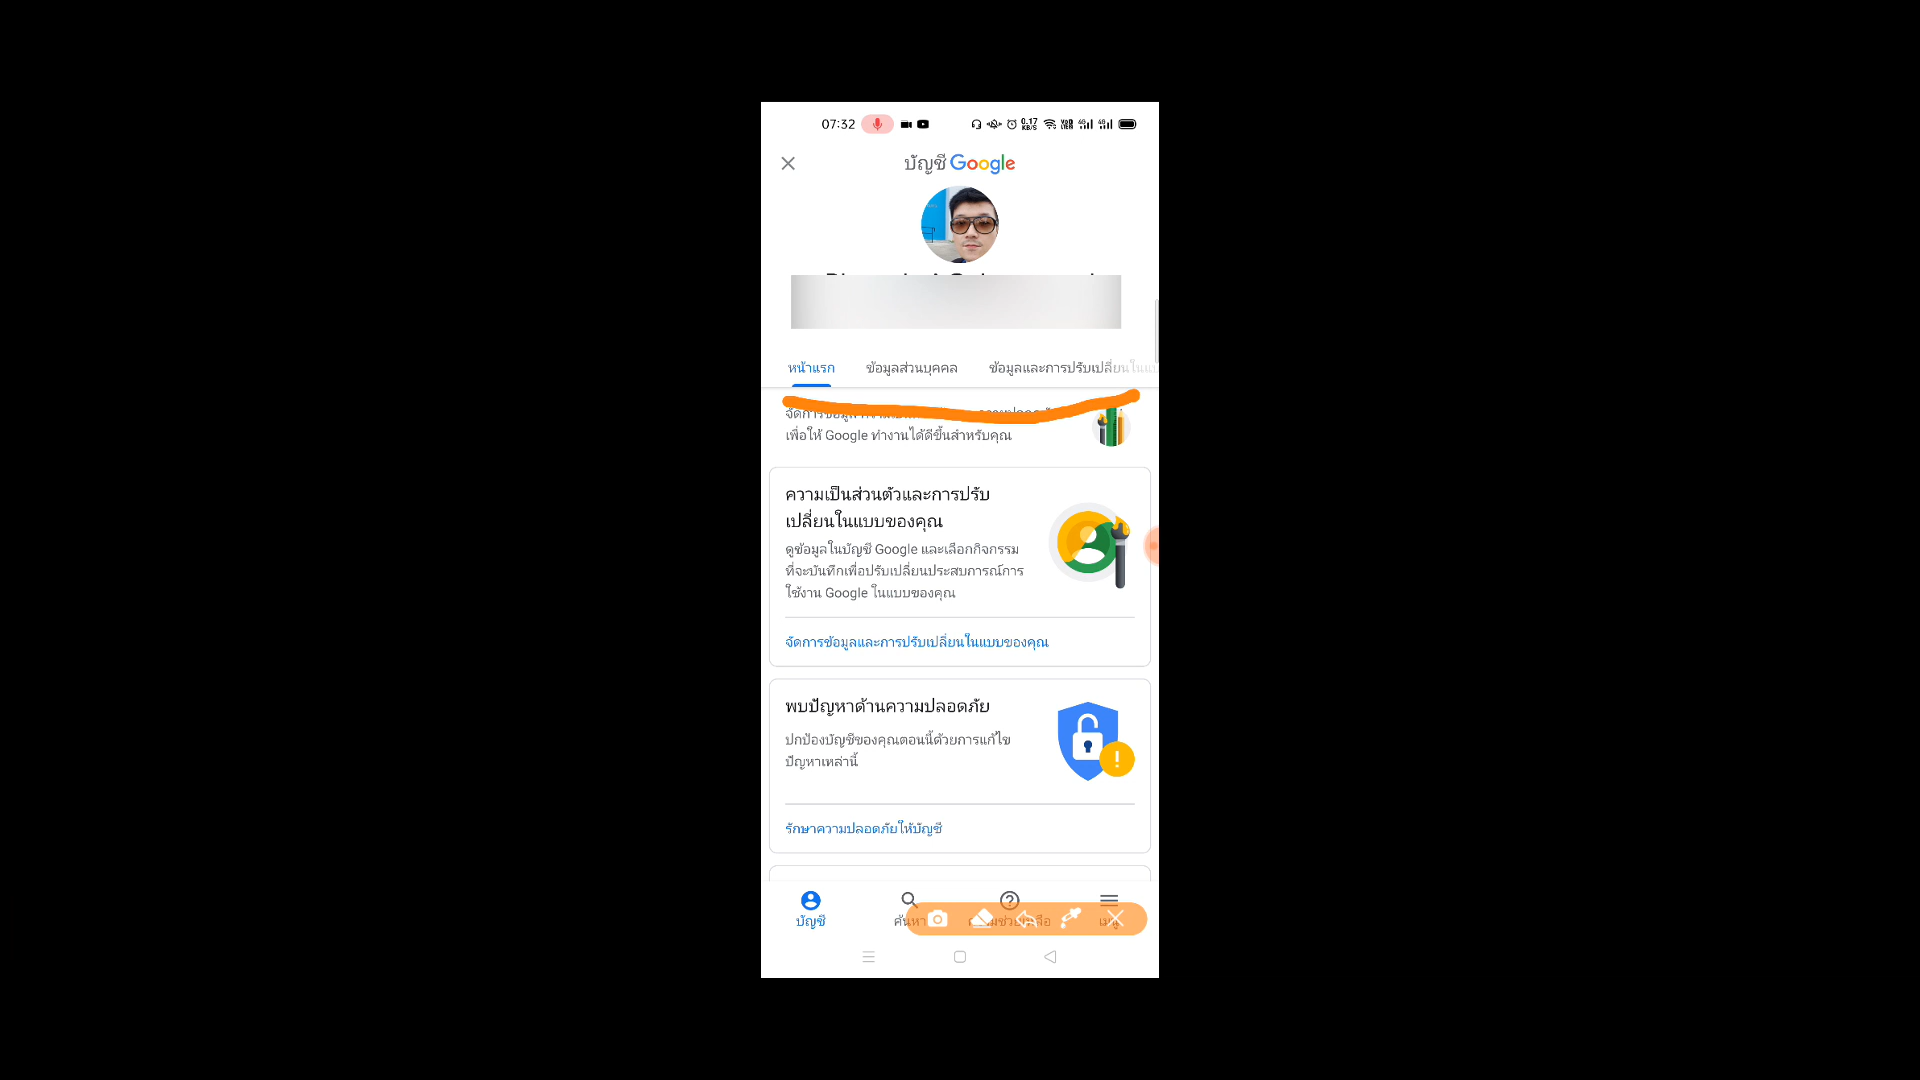 07:32
0.17 KB/S
บัญชี Google
หน้าแรก ข้อมูลส่วนบุคคล ข้อมูลและการปรับเปลี่ยนในแบบ
เพื่อให้ Google ทำงานได้ดีขึ้นสำหรับคุณ
ความเป็นส่วนตัวและการปรับ
เปลี่ยนในแบบของคุณ
ดูข้อมูลในบัญชี Google และเลือกกิจกรรม
ที่จะบันทึกเพื่อปรับเปลี่ยนประสบการณ์การ
ใช้งาน Google ในแบบของคุณ
จัดการข้อมูลและการปรับเปลี่ยนในแบบของคุณ
พบปัญหาด้านความปลอดภัย
ปกป้องบัญชีของคุณตอนนี้ด้วยการแก้ไข
ปัญหาเหล่านี้
รักษาความปลอดภัยให้บัญชี
บัญชี ค้นหา